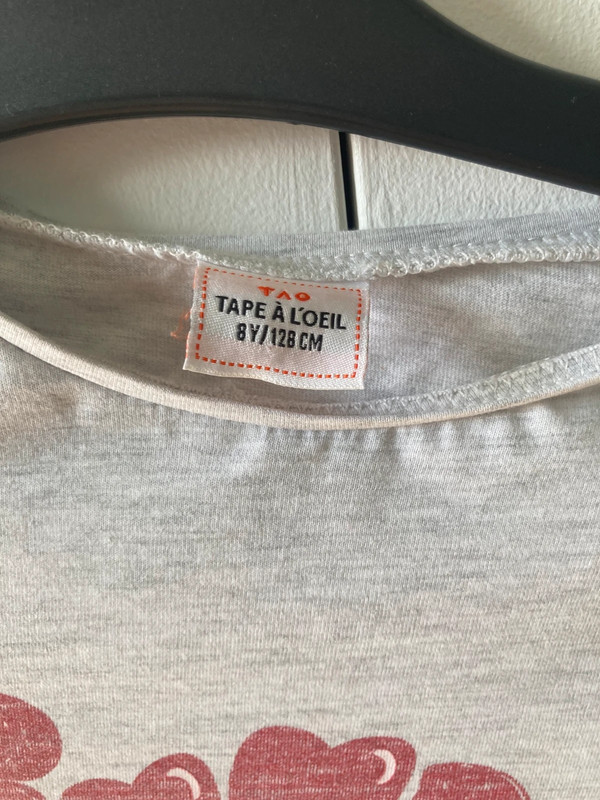 TAO
TAPE À L'OEIL
8Y/128 CM